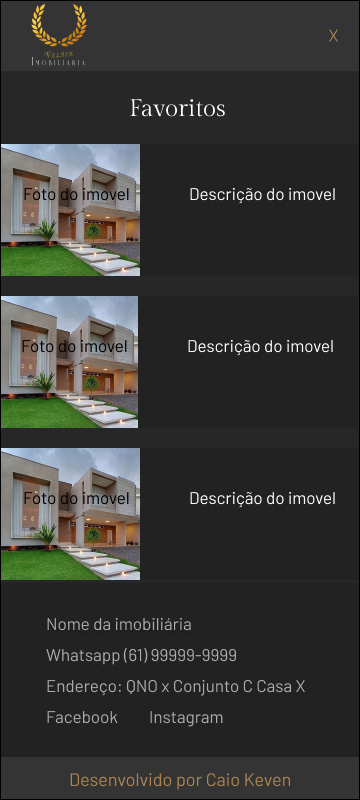 X
Imobiliaria
Favoritos
Foto do imovel
Descrição do imovel
Foto do imovel
Descrição do imovel
Foto do imovel
Descrição do imovel
Nome da imobiliária
Whatsapp (61) 99999-9999
Endereço: QNO x Conjunto C Casa X
Facebook Instagram
Desenvolvido por Caio Keven